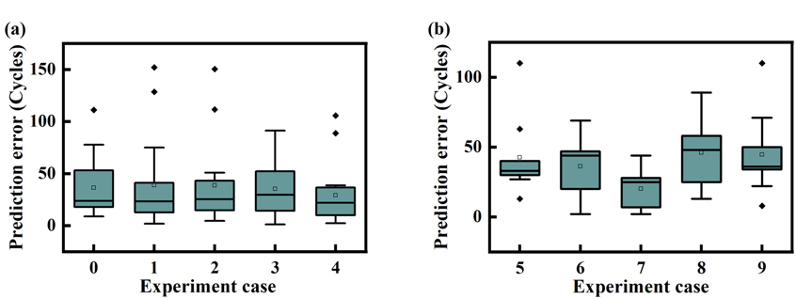 (a)
Prediction error (Cycles)
150
100
50
0
0 1 2 3 4
Experiment case
(b)
Prediction error (Cycles)
100
50
0
5 6 7 8 9
Experiment case